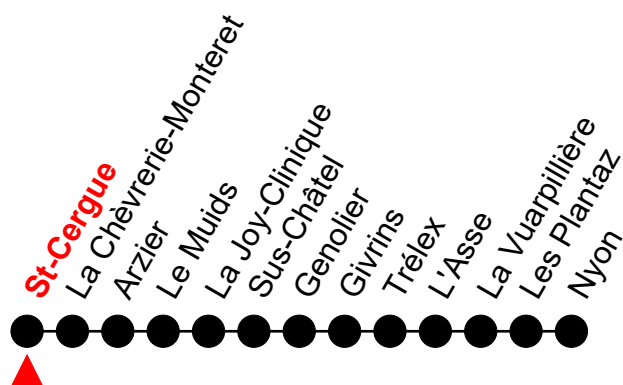 St-Cergue
La Chèvrerie-Monteret
Arzier
Le Muids
La Joy-Clinique
Sus-Châtel
Genolier
Givrins
Trélex
L'Asse
La Vuarpillière
Les Plantaz
Nyon